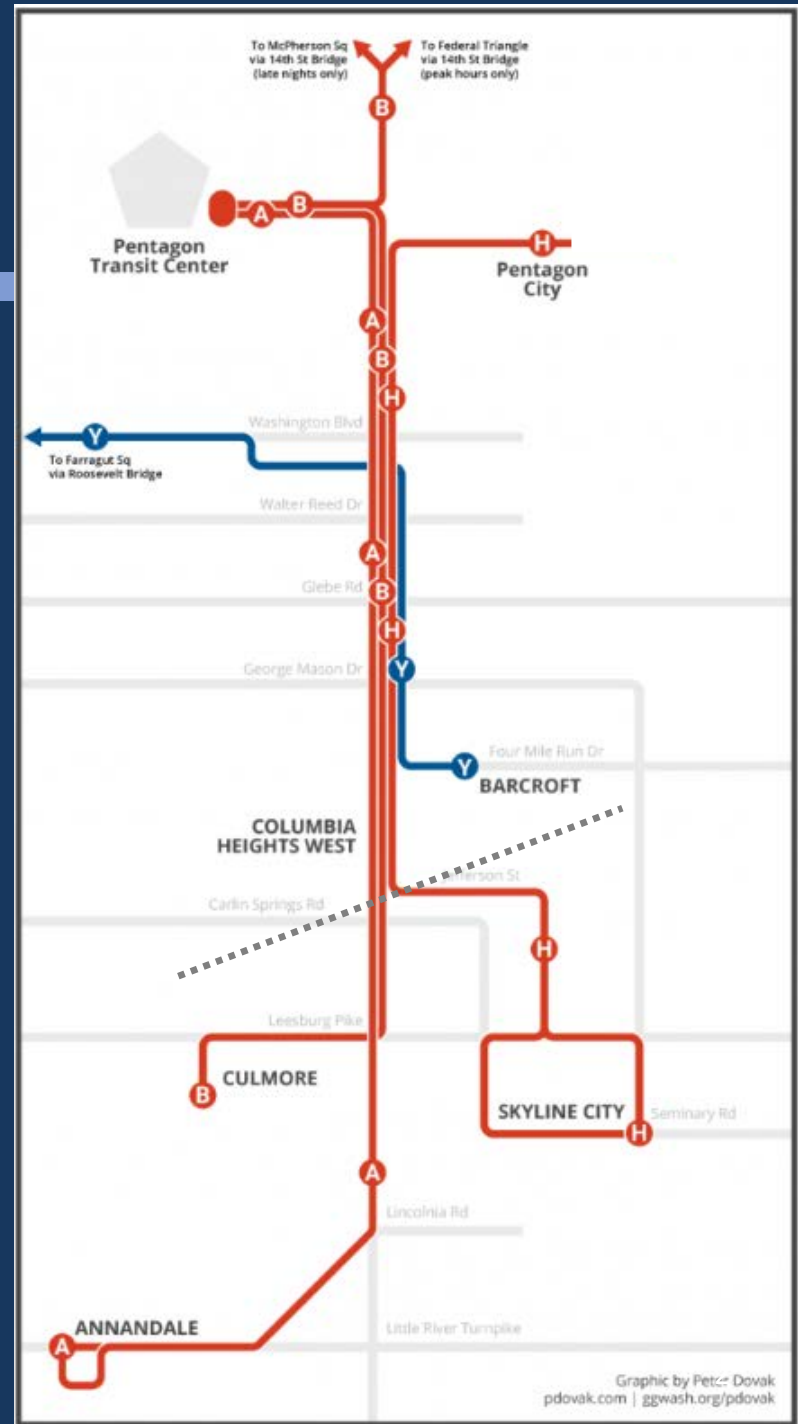 To McPherson Sq
via 14th St Bridge
(late nights only)
To Federal Triangle
via 14th St Bridge
(peak hours only)
B
A
B
Pentagon
Transit Center
H
Pentagon
City
A
B
H
Washington Blvd
Y
To Farragut Sq
via Roosevelt Bridge
Walter Reed Dr
A
Glebe Rd
B
H
George Mason Dr
Y
Four Mile Run Dr
Y
BARCROFT
COLUMBIA
HEIGHTS WEST
Jefferson St
Carlin Springs Rd
H
Leesburg Pike
CULMORE
B
SKYLINE CITY
Seminary Rd
H
A
Lincolnia Rd
ANNANDALE
A
Little River Turnpike
Graphic by Peter Dovak
pdovak.com | ggwash.org/pdovak